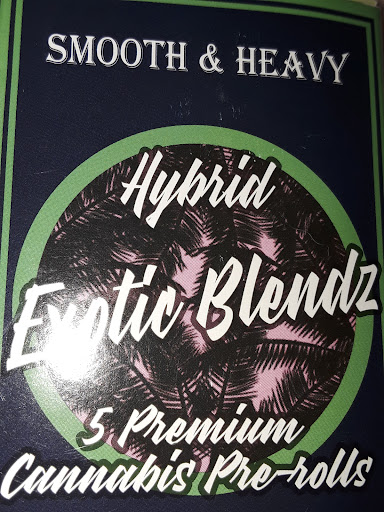 SMOOTH & HEAVY
Hybrid
Exotic Blendz
5 Premium
Cannabis Pre-rolls